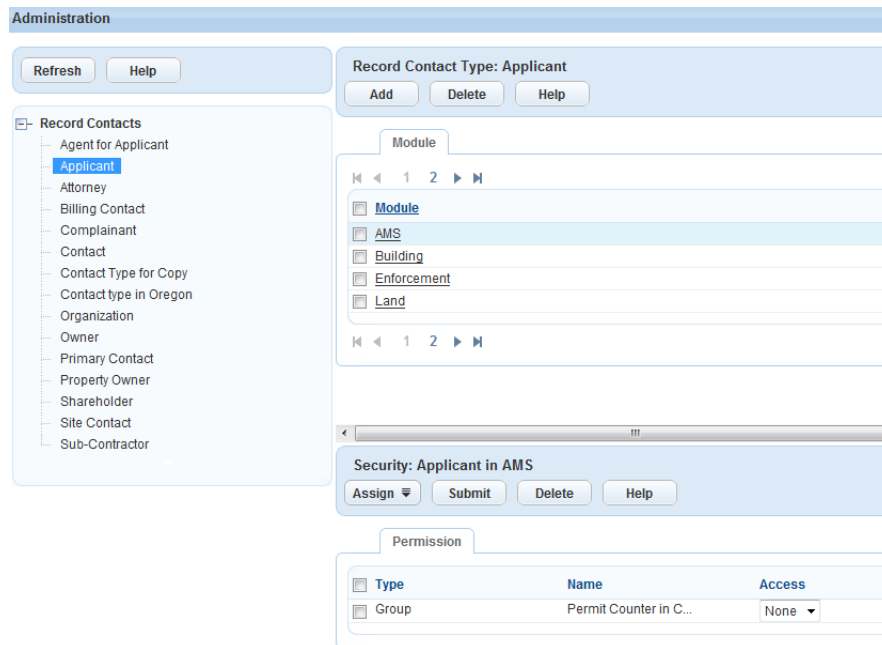 Administration
Refresh Help
Record Contacts
Agent for Applicant
Applicant
Attorney
Billing Contact
Complainant
Contact
Contact Type for Copy
Contact type in Oregon
Organization
Owner
Primary Contact
Property Owner
Shareholder
Site Contact
Sub-Contractor
Record Contact Type: Applicant
Add Delete Help
Module
1 2
Module
AMS
Building
Enforcement
Land
1 2
Security: Applicant in AMS
Assign Submit Delete Help
Permission
Type Name Access
Group Permit Counter in C... None